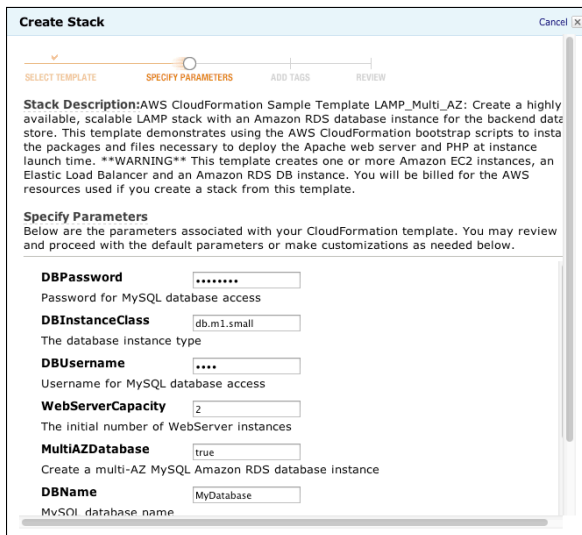 Create Stack
Cancel
SELECT TEMPLATE SPECIFY PARAMETERS ADD TAGS REVIEW
Stack Description:AWS CloudFormation Sample Template LAMP_Multi_AZ: Create a highly
available, scalable LAMP stack with an Amazon RDS database instance for the backend data
store. This template demonstrates using the AWS CloudFormation bootstrap scripts to insta
the packages and files necessary to deploy the Apache web server and PHP at instance
launch time. **WARNING** This template creates one or more Amazon EC2 instances, an
Elastic Load Balancer and an Amazon RDS DB instance. You will be billed for the AWS
resources used if you create a stack from this template.
Specify Parameters
Below are the parameters associated with your CloudFormation template. You may review
and proceed with the default parameters or make customizations as needed below.
DBPassword ••••••••
Password for MySQL database access
DBInstanceClass db.m1.small
The database instance type
DBUsername ••••
Username for MySQL database access
WebServerCapacity 2
The initial number of WebServer instances
MultiAZDatabase true
Create a multi-AZ MySQL Amazon RDS database instance
DBName MyDatabase
MySQL database name